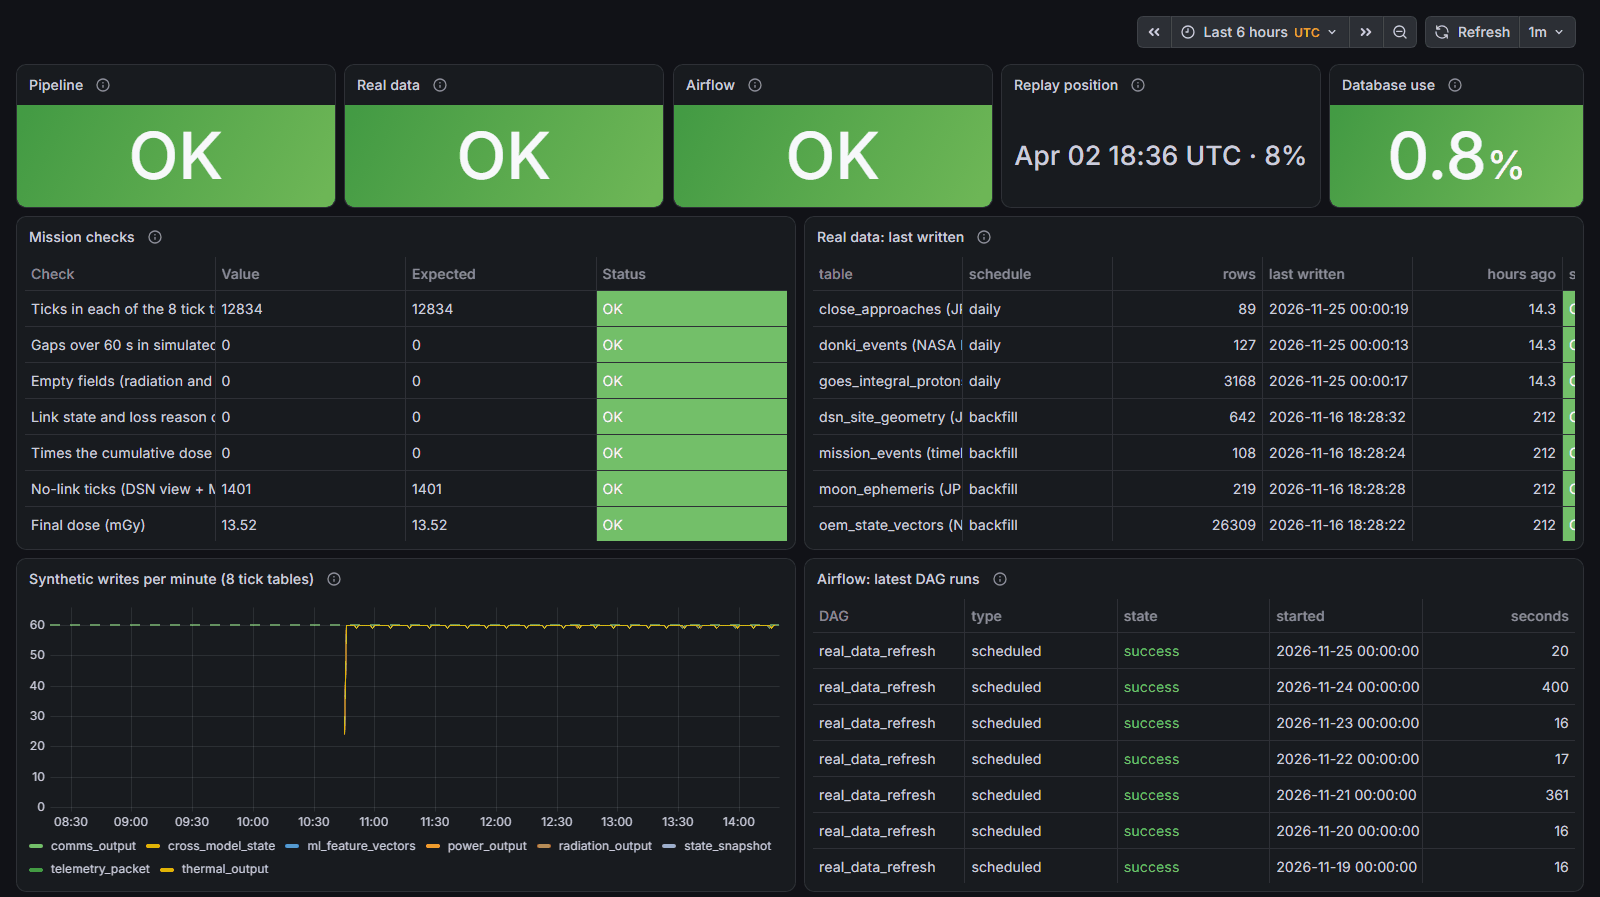 Last 6 hours UTC
Refresh
1m
Pipeline
Real data
Airflow
Replay position
Database use
OK
OK
OK
Apr 02 18:36 UTC · 8%
0.8%
Mission checks
Check Value Expected Status
Ticks in each of the 8 tick t 12834 12834 OK
Gaps over 60 s in simulated 0 0 OK
Empty fields (radiation and 0 0 OK
Link state and loss reason 0 0 OK
Times the cumulative dose 0 0 OK
No-link ticks (DSN view + 1401 1401 OK
Final dose (mGy) 13.52 13.52 OK
Real data: last written
table schedule rows last written hours ago s
close_approaches (J daily 89 2026-11-25 00:00:19 14.3
donki_events (NASA daily 127 2026-11-25 00:00:13 14.3
goes_integral_proton daily 3168 2026-11-25 00:00:17 14.3
dsn_site_geometry (J backfill 642 2026-11-16 18:28:32 212
mission_events (timel backfill 108 2026-11-16 18:28:24 212
moon_ephemeris (JP backfill 219 2026-11-16 18:28:28 212
oem_state_vectors (N backfill 26309 2026-11-16 18:28:22 212
Synthetic writes per minute (8 tick tables)
60
50
40
30
20
10
0
08:30 09:00 09:30 10:00 10:30 11:00 11:30 12:00 12:30 13:00 13:30 14:00
comms_output cross_model_state ml_feature_vectors power_output radiation_output state_snapshot
telemetry_packet thermal_output
Airflow: latest DAG runs
DAG type state started seconds
real_data_refresh scheduled success 2026-11-25 00:00:00 20
real_data_refresh scheduled success 2026-11-24 00:00:00 400
real_data_refresh scheduled success 2026-11-23 00:00:00 16
real_data_refresh scheduled success 2026-11-22 00:00:00 17
real_data_refresh scheduled success 2026-11-21 00:00:00 361
real_data_refresh scheduled success 2026-11-20 00:00:00 16
real_data_refresh scheduled success 2026-11-19 00:00:00 16